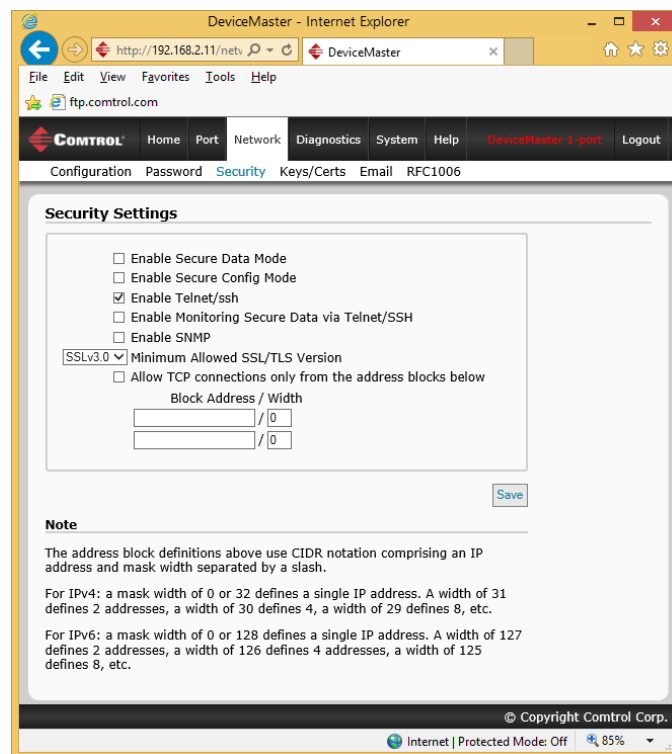 DeviceMaster - Internet Explorer
http://192.168.2.11/netv
DeviceMaster
File Edit View Favorites Tools Help
ftp.comtrol.com
COMTROL Home Port Network Diagnostics System Help DeviceMaster 1-port Logout
Configuration Password Security Keys/Certs Email RFC1006
Security Settings
Enable Secure Data Mode
Enable Secure Config Mode
Enable Telnet/ssh
Enable Monitoring Secure Data via Telnet/SSH
Enable SNMP
SSLv3.0 Minimum Allowed SSL/TLS Version
Allow TCP connections only from the address blocks below
Block Address / Width
/ 0
/ 0
Save
Note
The address block definitions above use CIDR notation comprising an IP
address and mask width separated by a slash.
For IPv4: a mask width of 0 or 32 defines a single IP address. A width of 31
defines 2 addresses, a width of 30 defines 4, a width of 29 defines 8, etc.
For IPv6: a mask width of 0 or 128 defines a single IP address. A width of 127
defines 2 addresses, a width of 126 defines 4 addresses, a width of 125
defines 8, etc.
© Copyright Comtrol Corp.
Internet | Protected Mode: Off 85%